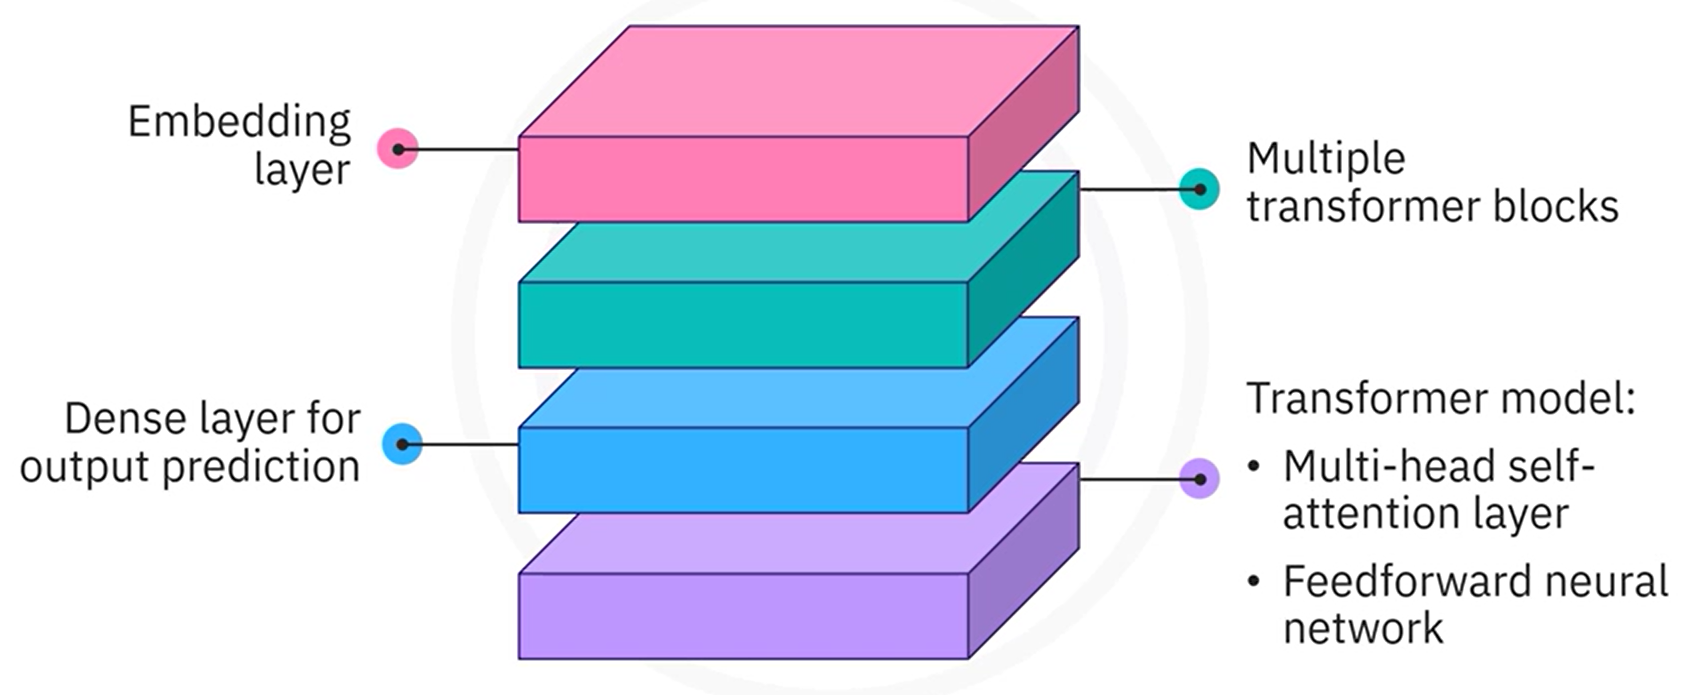 Embedding
layer
Multiple
transformer blocks
Dense layer for
output prediction
Transformer model:
• Multi-head self-
attention layer
• Feedforward neural
network